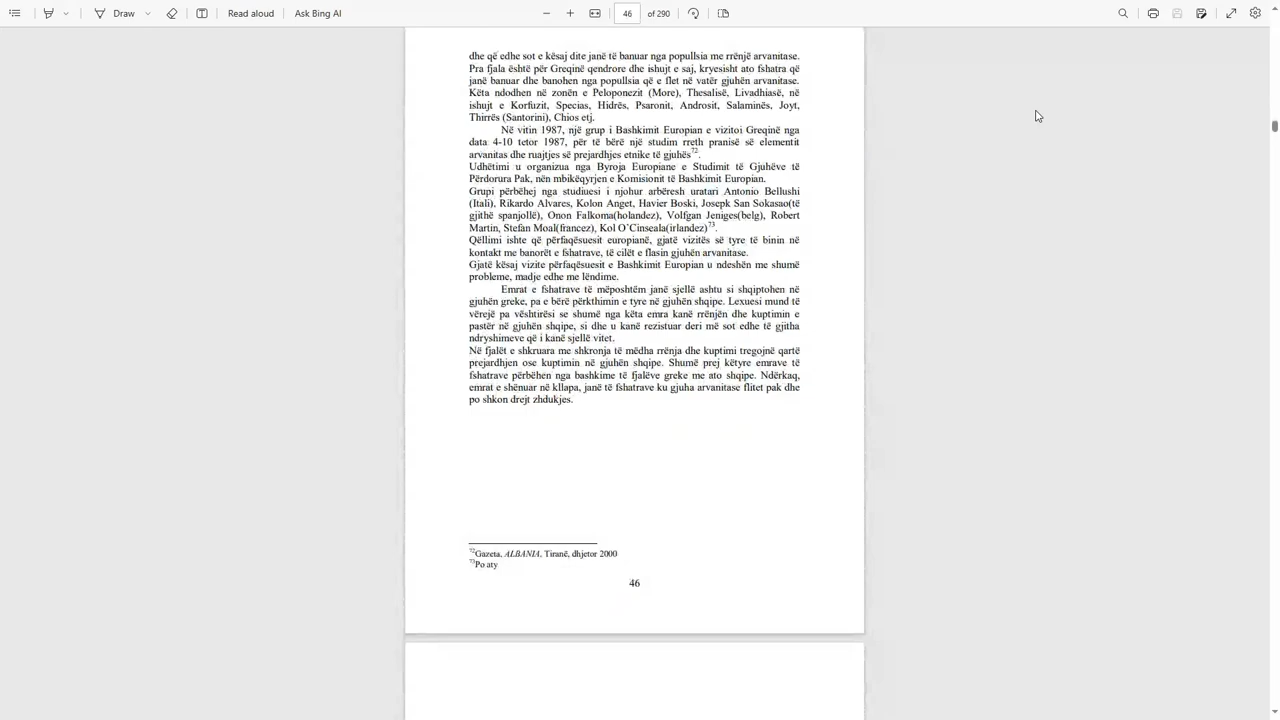 Draw
Read aloud
Ask Bing AI
46
of 290
dhe që edhe sot e kësaj dite janë të banuar nga popullsia me rrënjë arvanitase.
Pra fjala është për Greqinë qendrore dhe ishujt e saj, kryesisht ato fshatra që
janë banuar dhe banohen nga popullsia që e flet në vatër gjuhën arvanitase.
Këta ndodhen në zonën e Peloponezit (More), Thesalisë, Livadhiasë, në
ishujt e Korfuzit, Specias, Hidrës, Psaronit, Androsit, Salaminës, Joyt,
Thirrës (Santorini), Chios etj.
Në vitin 1987, një grup i Bashkimit Europian e vizitoi Greqinë nga
data 4-10 tetor 1987, për të bërë një studim rreth pranisë së elementit
arvanitas dhe ruajtjes së prejardhjes etnike të gjuhës72.
Udhëtimi u organizua nga Byroja Europiane e Studimit të Gjuhëve të
Përdorura Pak, nën mbikëqyrjen e Komisionit të Bashkimit Europian.
Grupi përbëhej nga studiuesi i njohur arbëresh uratari Antonio Bellushi
(Itali), Rikardo Alvares, Kolon Anget, Havier Boski, Josepk San Sokasao(të
gjithë spanjollë), Onon Falkoma(holandez), Volfgan Jeniges(belg), Robert
Martin, Stefan Moal(francez), Kol O'Cinseala(irlandez)73.
Qëllimi ishte që përfaqësuesit europianë, gjatë vizitës së tyre të binin në
kontakt me banorët e fshatrave, të cilët e flasin gjuhën arvanitase.
Gjatë kësaj vizite përfaqësuesit e Bashkimit Europian u ndeshën me shumë
probleme, madje edhe me lëndime.
Emrat e fshatrave të mëposhtëm janë sjellë ashtu si shqiptohen në
gjuhën greke, pa e bërë përkthimin e tyre në gjuhën shqipe. Lexuesi mund të
vërejë pa vështirësi se shumë nga këta emra kanë rrënjën dhe kuptimin e
pastër në gjuhën shqipe, si dhe u kanë rezistuar deri më sot edhe të gjitha
ndryshimeve që i kanë sjellë vitet.
Në fjalët e shkruara me shkronja të mëdha rrënja dhe kuptimi tregojnë qartë
prejardhjen ose kuptimin në gjuhën shqipe. Shumë prej këtyre emrave të
fshatrave përbëhen nga bashkime të fjalëve greke me ato shqipe. Ndërkaq,
emrat e shënuar në kllapa, janë të fshatrave ku gjuha arvanitase flitet pak dhe
po shkon drejt zhdukjes.
72Gazeta, ALBANIA, Tiranë, dhjetor 2000
73Po aty
46